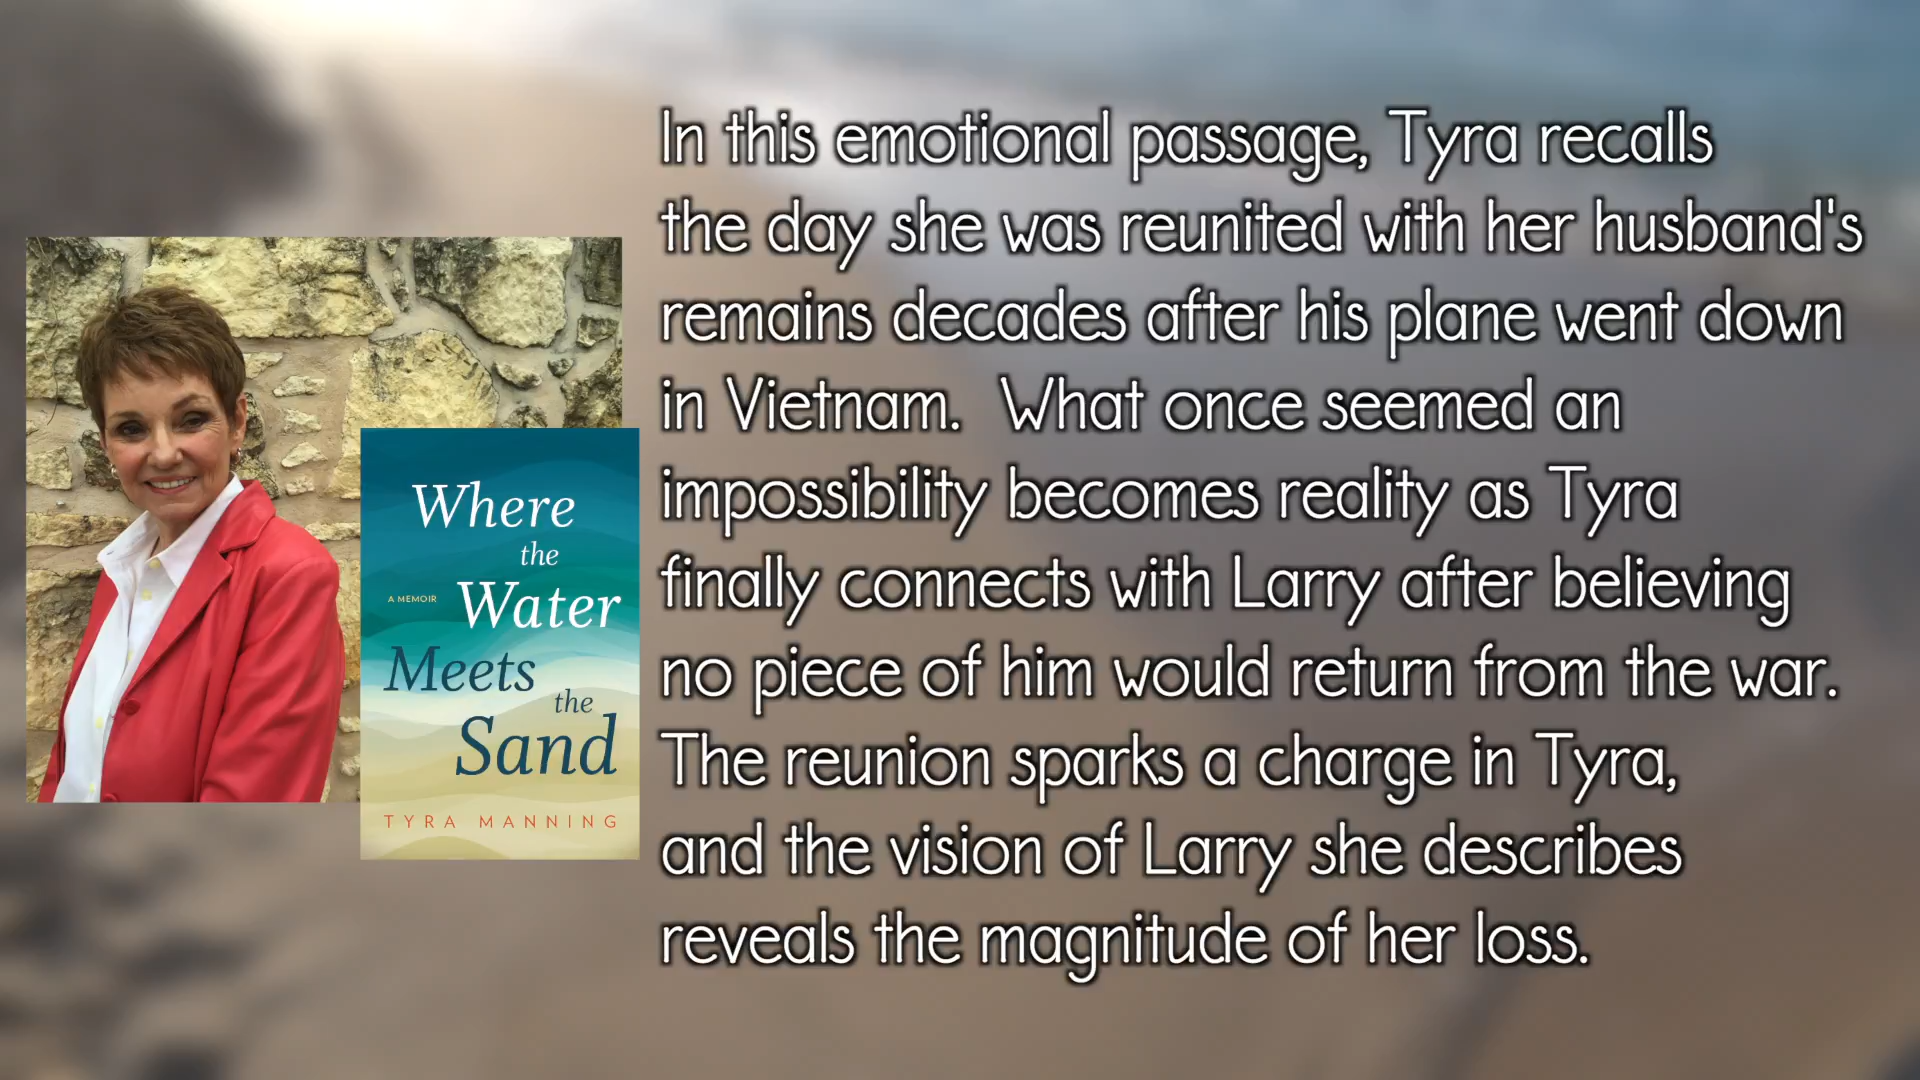 In this emotional passage, Tyra recalls
the day she was reunited with her husband's
remains decades after his plane went down
in Vietnam.  What once seemed an
impossibility becomes reality as Tyra
finally connects with Larry after believing
no piece of him would return from the war.
The reunion sparks a charge in Tyra,
and the vision of Larry she describes
reveals the magnitude of her loss.
Where
the
A MEMOIR
Water
Meets
the
Sand
TYRA MANNING